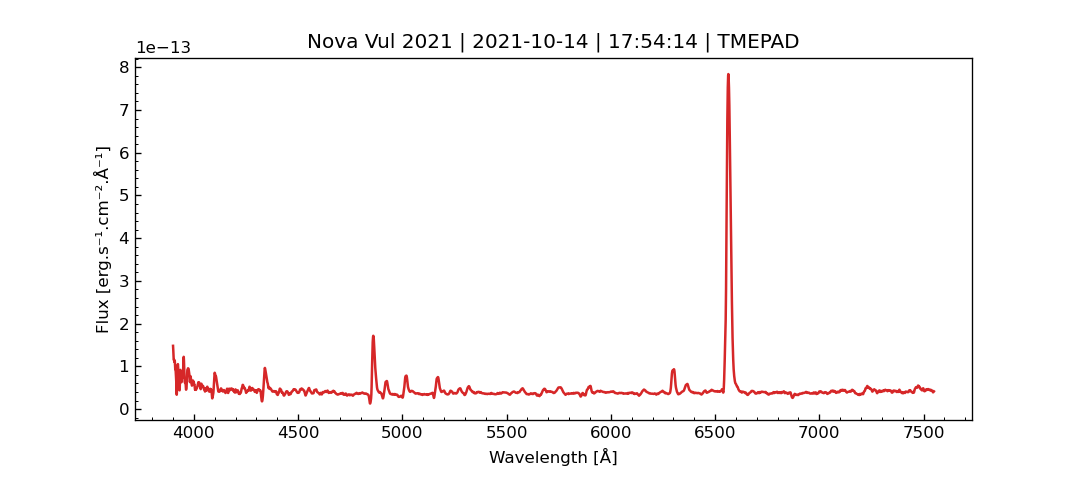 Nova Vul 2021 | 2021-10-14 | 17:54:14 | TMEPAD
1e−13
8
7
6
5
4
3
2
1
0
Flux [erg.s⁻¹.cm⁻².Å⁻¹]
4000 4500 5000 5500 6000 6500 7000 7500
Wavelength [Å]